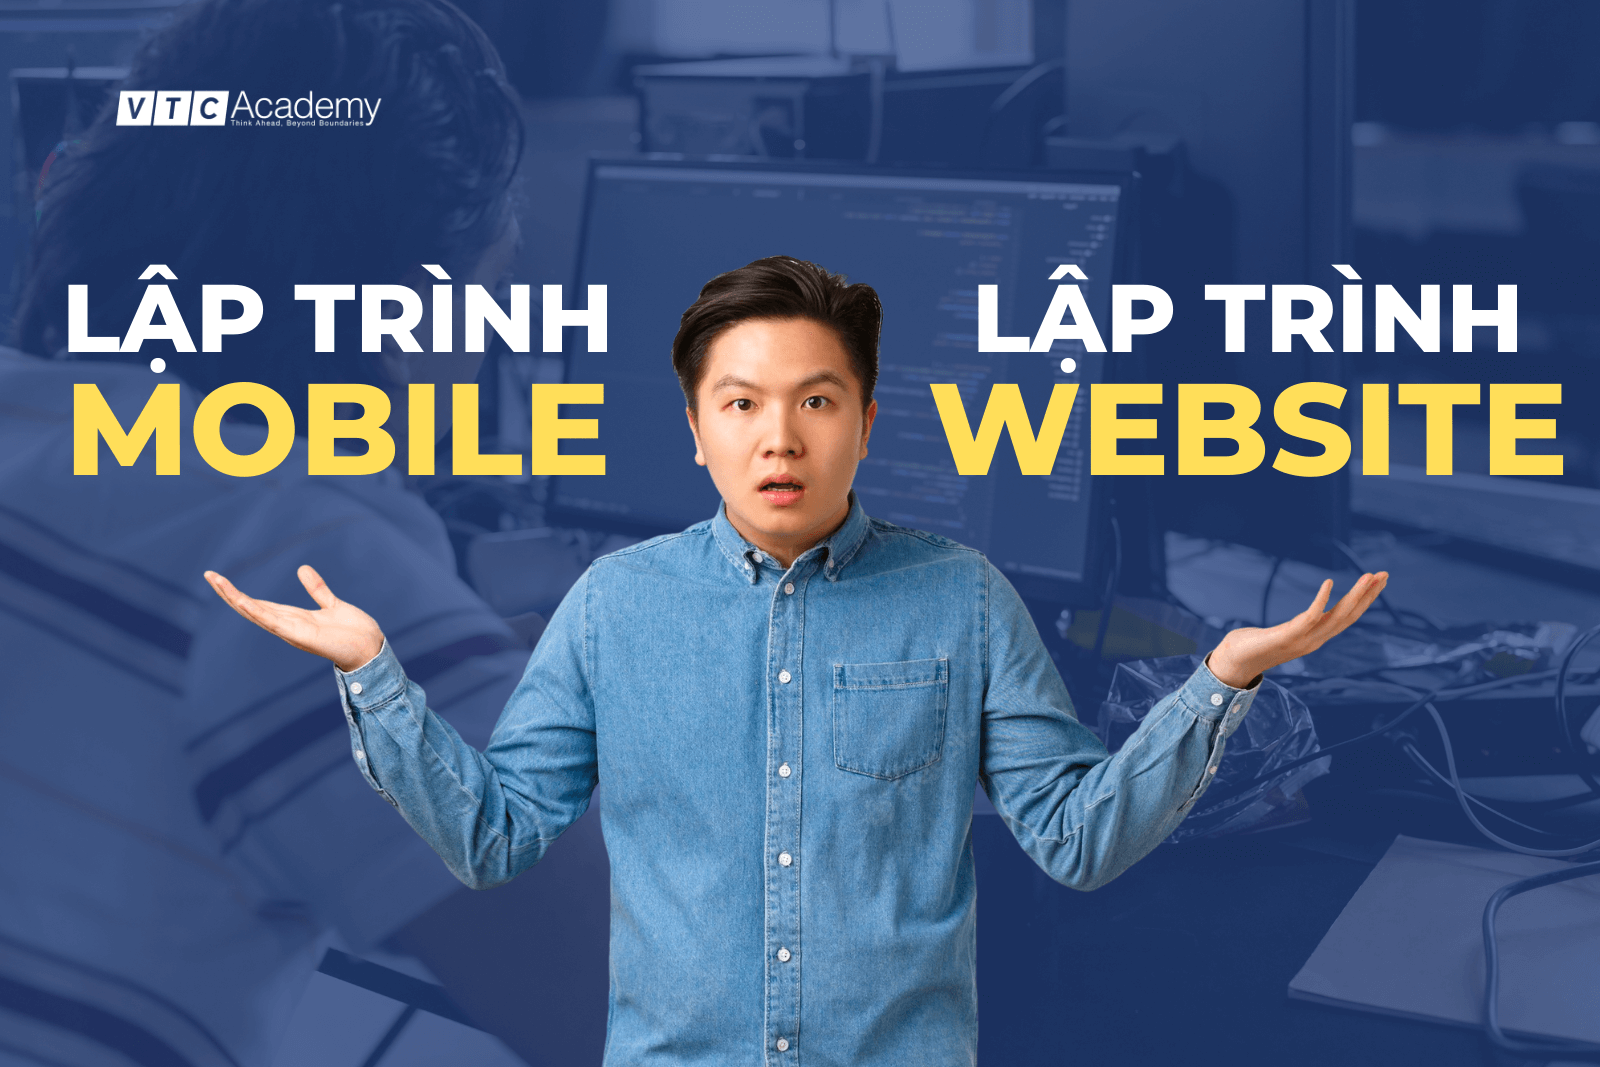 VTC Academy
Think Ahead, Beyond Boundaries
LẬP TRÌNH
MOBILE
LẬP TRÌNH
WEBSITE